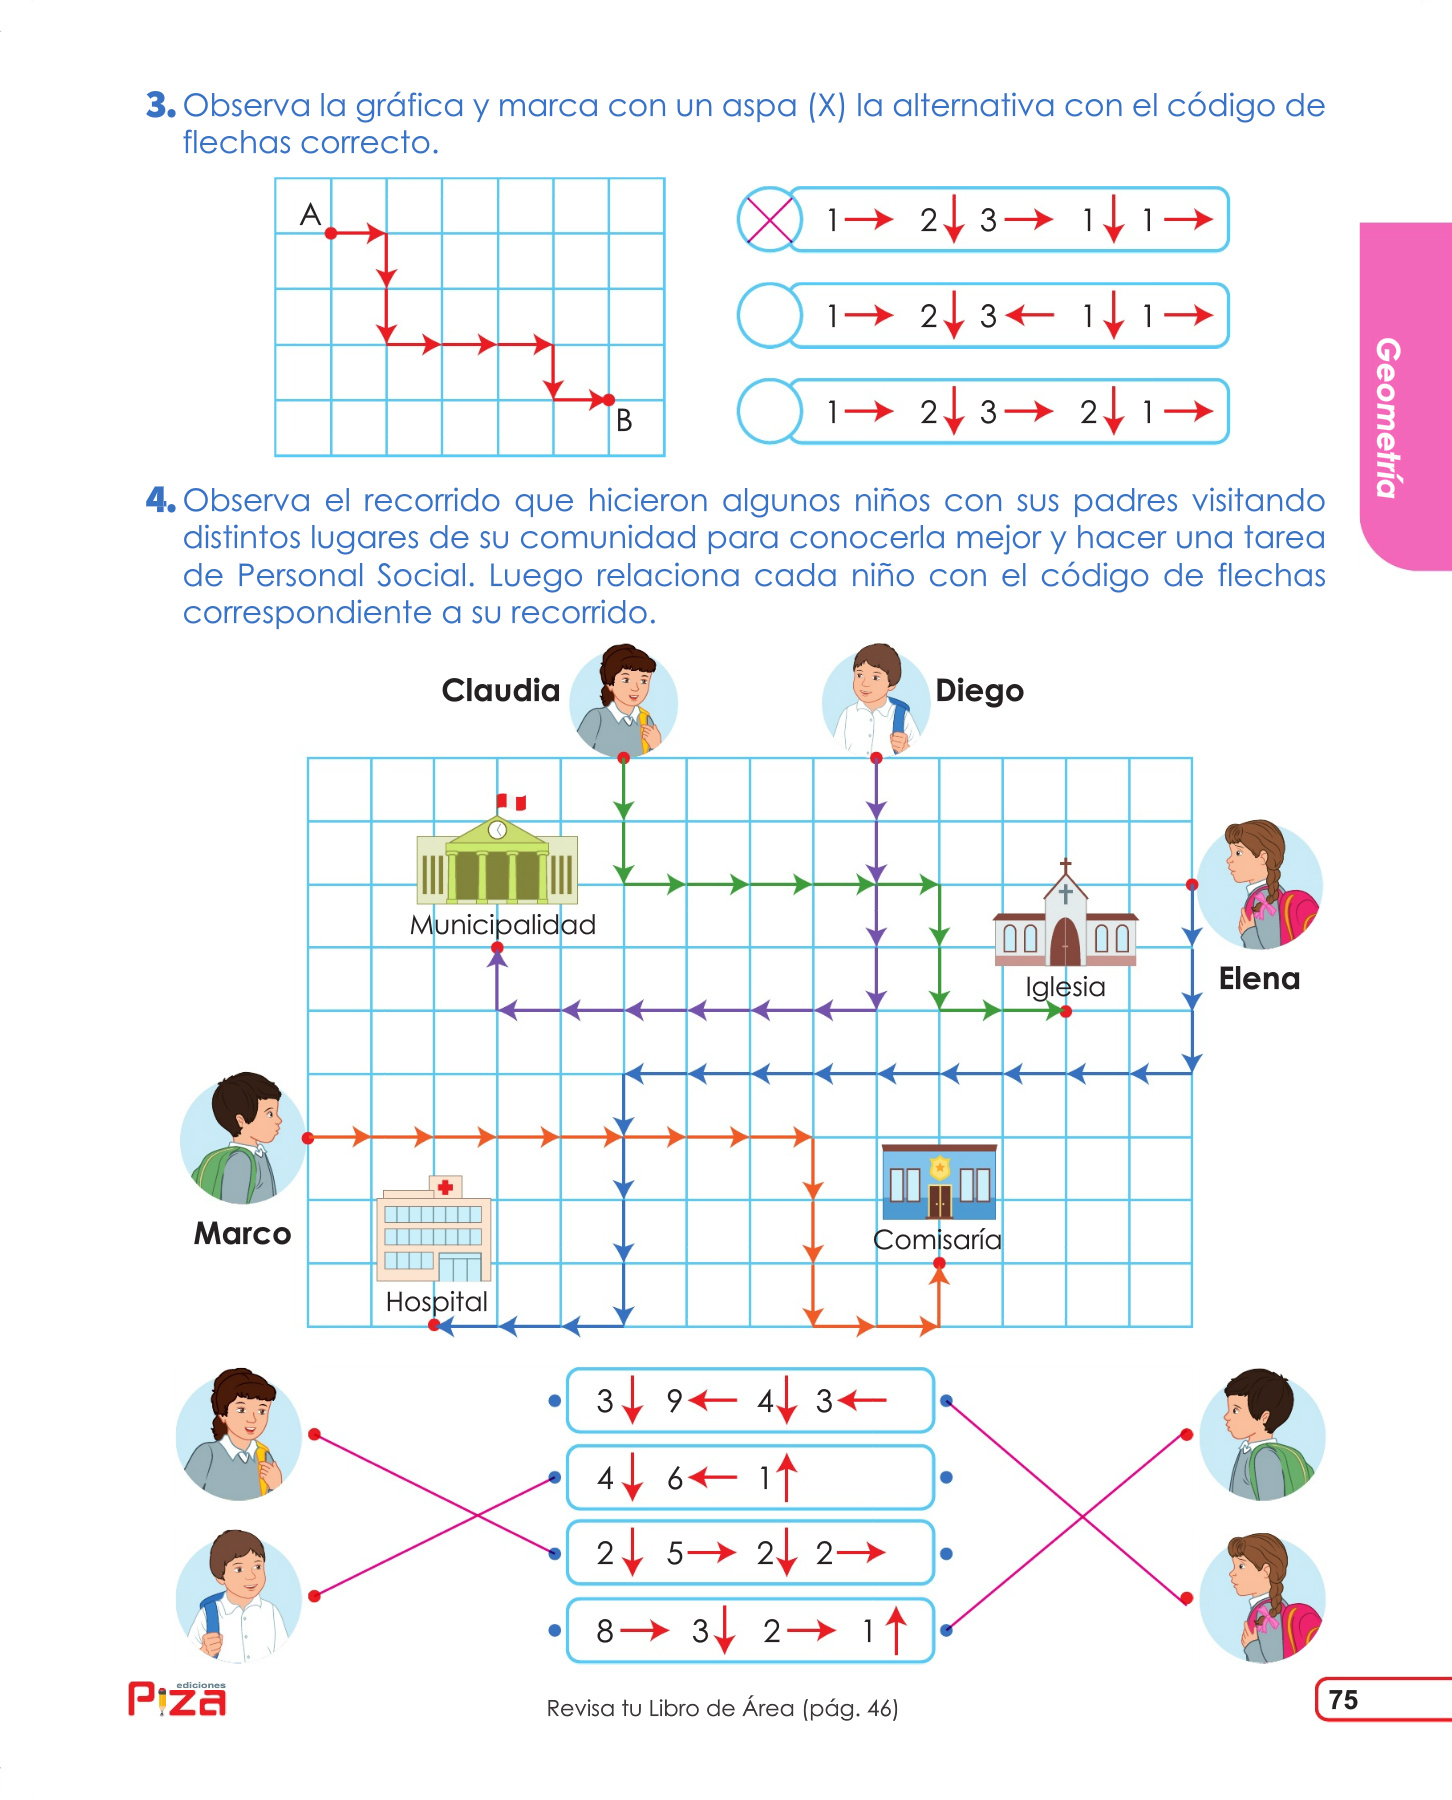 3. Observa la gráfica y marca con un aspa (X) la alternativa con el código de
flechas correcto.
A
B
1 → 2 ↓ 3 → 1 ↓ 1 →
1 → 2 ↓ 3 ← 1 ↓ 1 →
1 → 2 ↓ 3 → 2 ↓ 1 →
Geometría
4. Observa el recorrido que hicieron algunos niños con sus padres visitando
distintos lugares de su comunidad para conocerla mejor y hacer una tarea
de Personal Social. Luego relaciona cada niño con el código de flechas
correspondiente a su recorrido.
Claudia
Diego
Municipalidad
Iglesia
Elena
Marco
Comisaría
Hospital
3 ↓ 9 ← 4 ↓ 3 ←
4 ↓ 6 ← 1 ↑
2 ↓ 5 → 2 ↓ 2 →
8 → 3 ↓ 2 → 1 ↑
ediciones
Piza
Revisa tu Libro de Área (pág. 46)
75